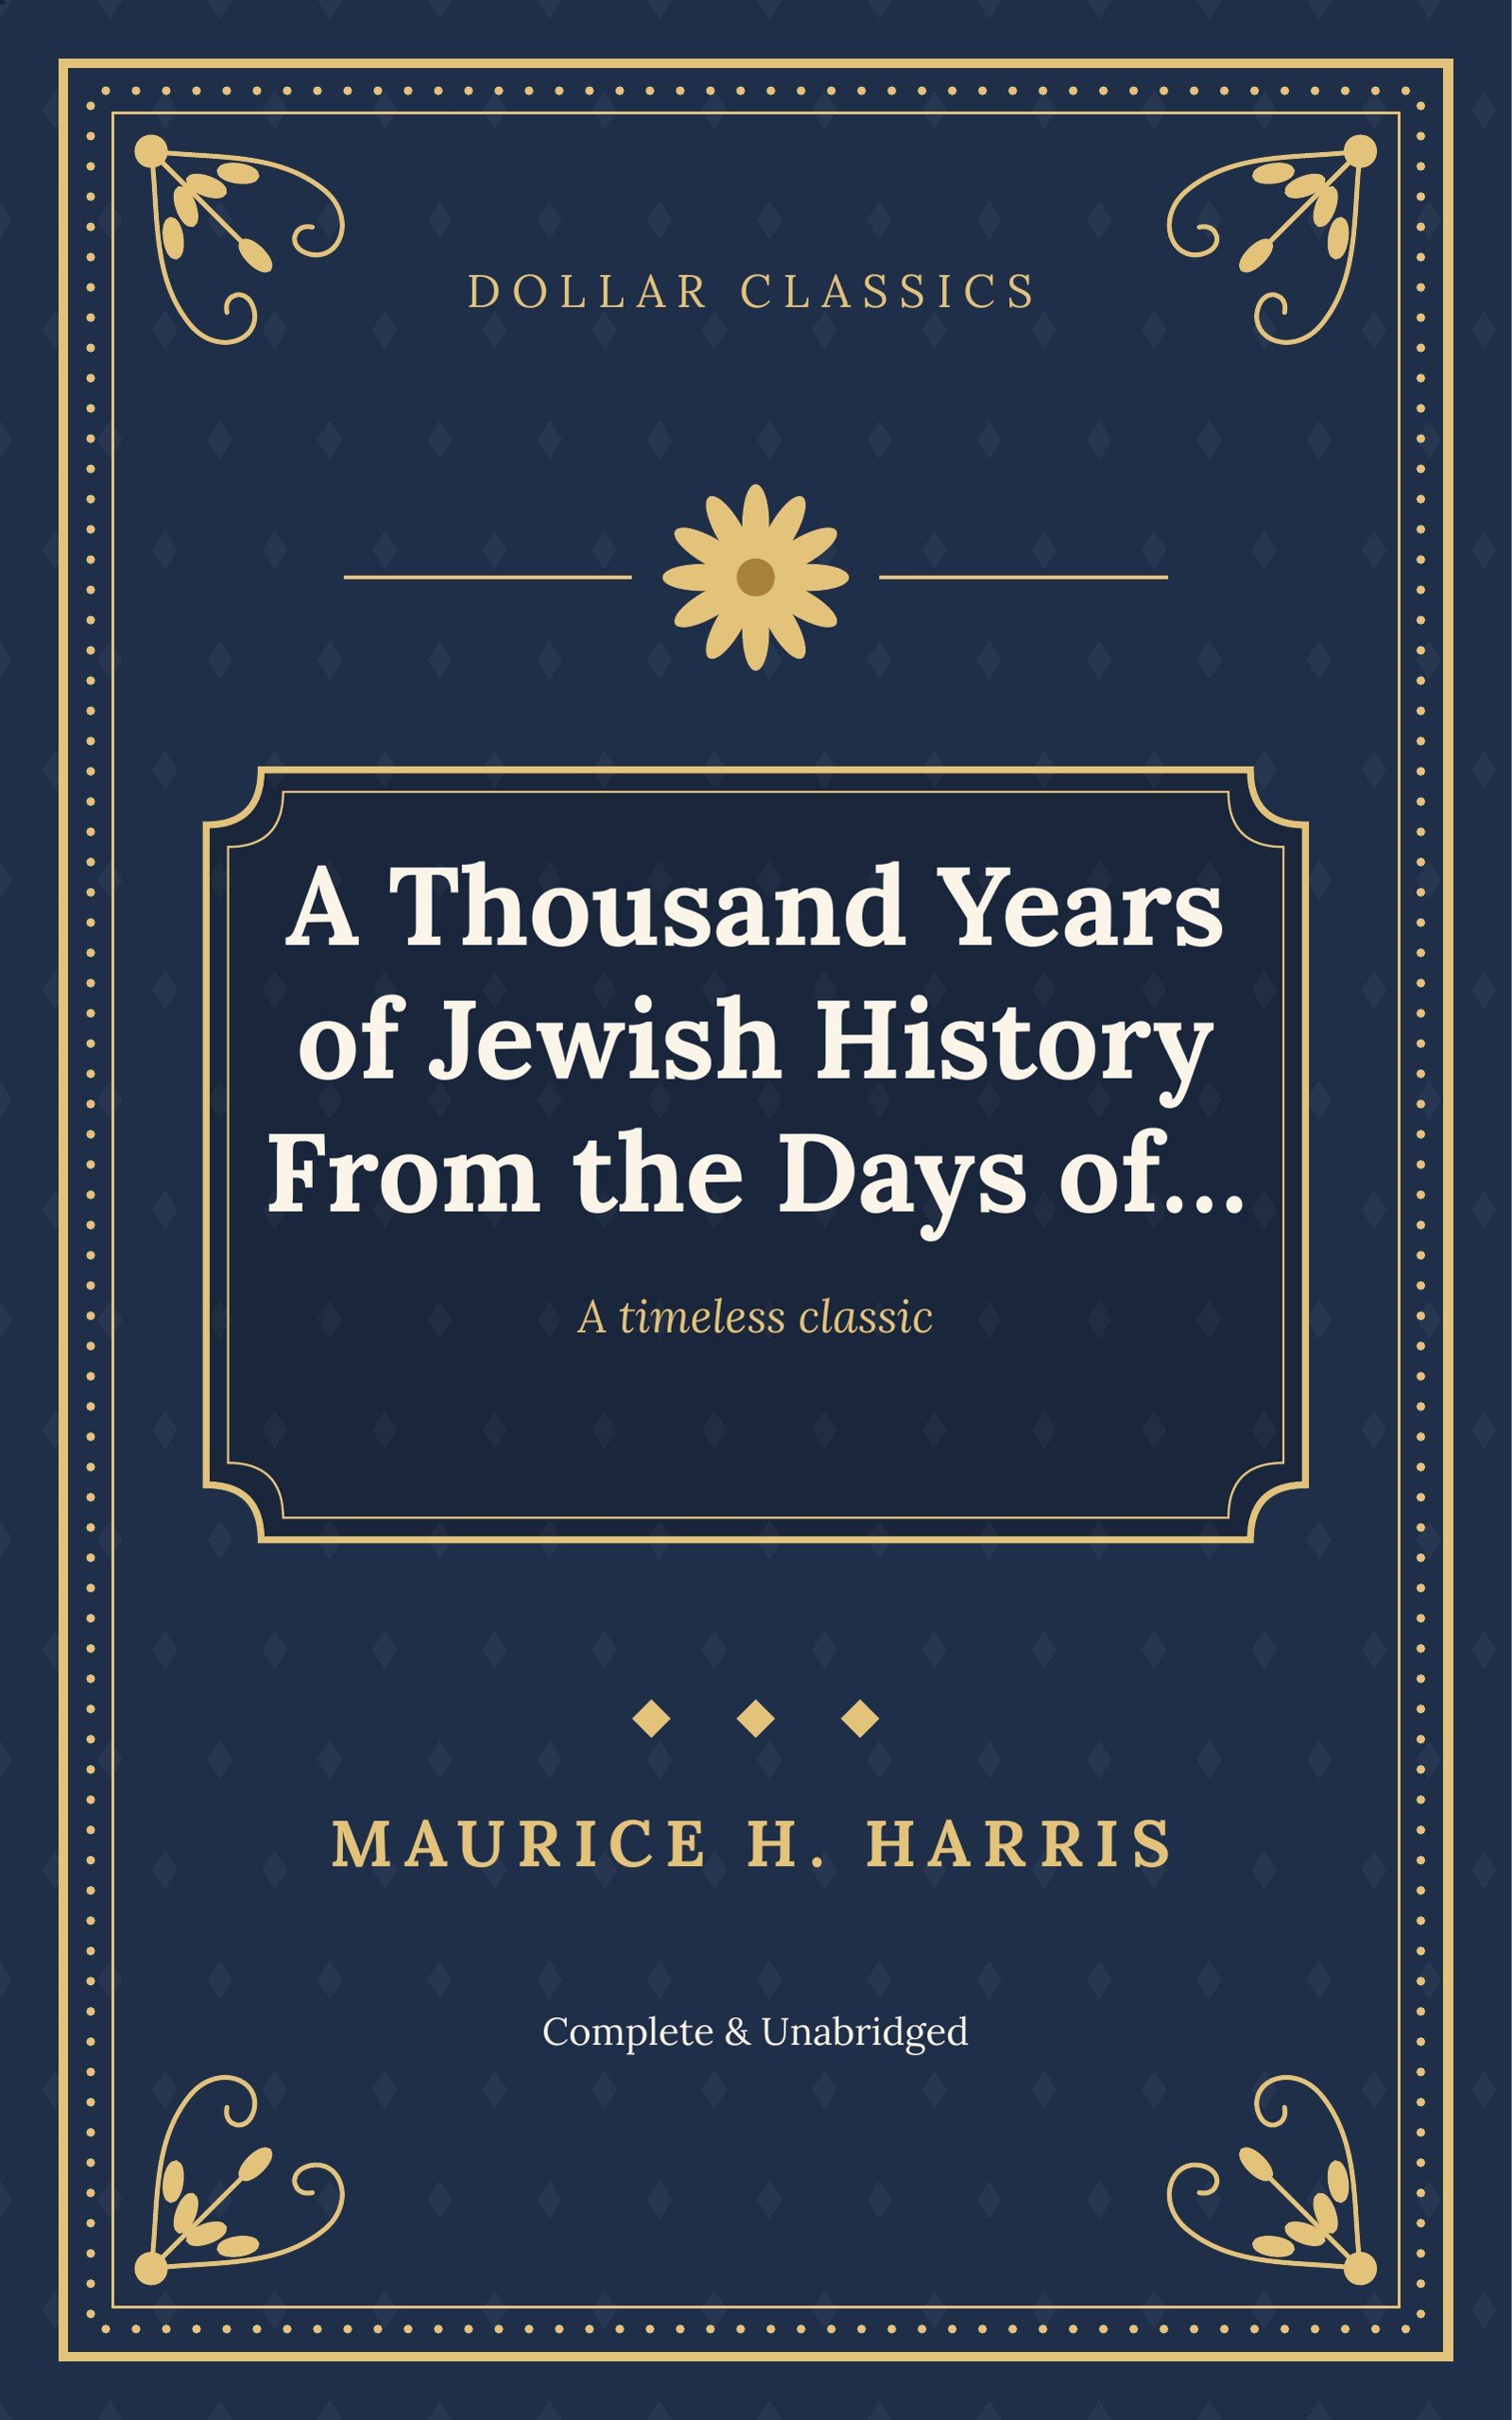 DOLLAR CLASSICS
A Thousand Years
of Jewish History
From the Days of...
A timeless classic
MAURICE H. HARRIS
Complete & Unabridged